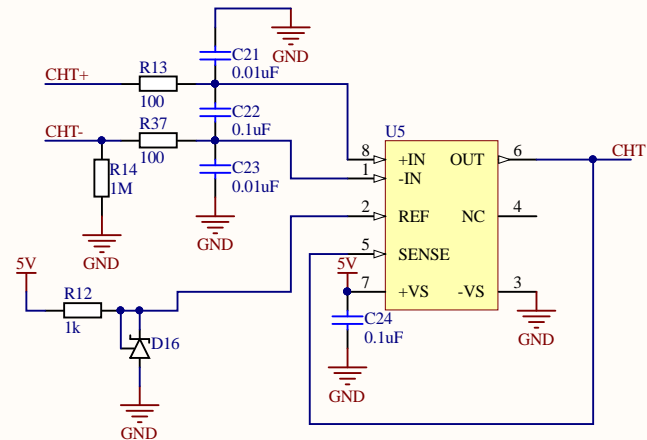 GND
C21
0.01uF
CHT+
R13
100
C22
0.1uF
CHT-
R37
100
C23
0.01uF
R14
1M
GND
GND
U5
8
+IN
OUT
6
CHT
1
-IN
2
REF
NC
4
5
SENSE
5V
7
+VS
-VS
3
C24
0.1uF
GND
GND
5V
R12
1k
D16
GND